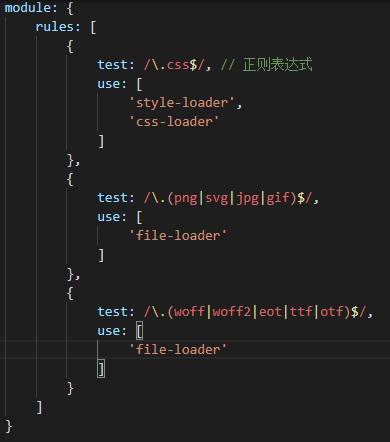 module: {
    rules: [
        {
            test: /\.css$/, // 正则表达式
            use: [
                'style-loader',
                'css-loader'
            ]
        },
        {
            test: /\.(png|svg|jpg|gif)$/,
            use: [
                'file-loader'
            ]
        },
        {
            test: /\.(woff|woff2|eot|ttf|otf)$/,
            use: [
                'file-loader'
            ]
        }
    ]
}